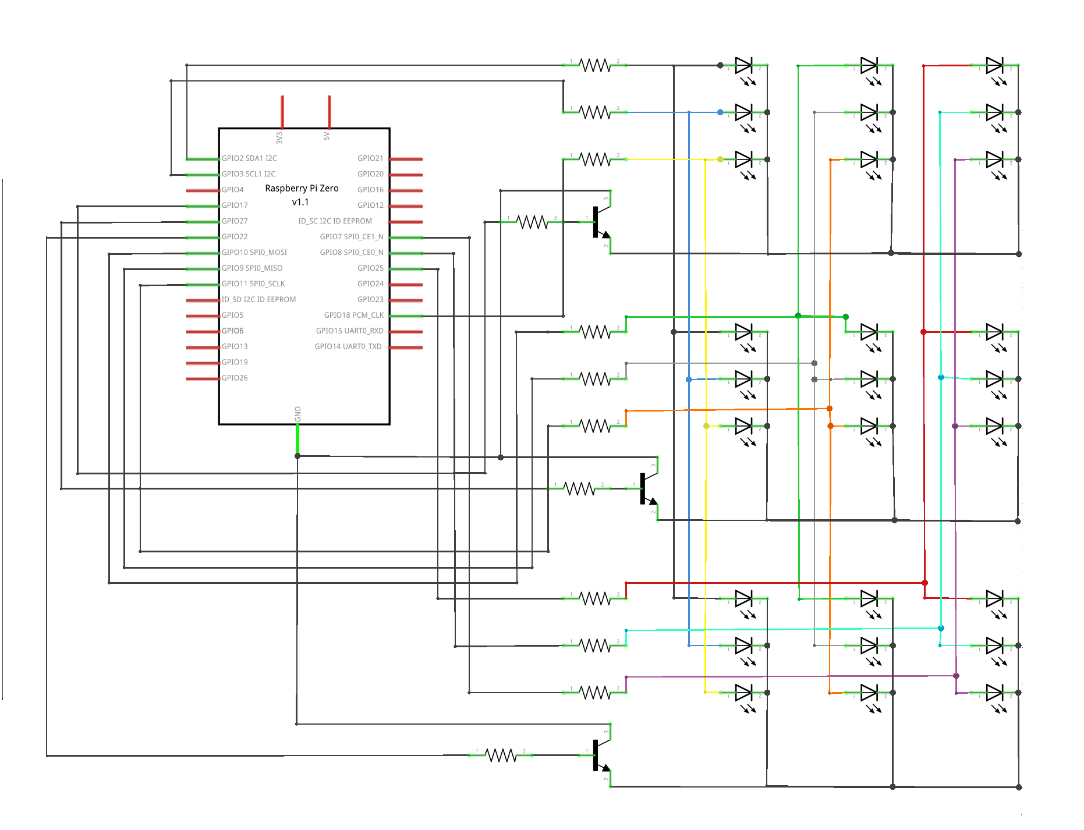 3V3
5V
GPIO2 SDA1 I2C
GPIO3 SCL1 I2C
GPIO4
GPIO17
GPIO27
GPIO22
GIPO10 SPI0_MOSI
GPIO9 SPI0_MISO
GPIO11 SPI0_SCLK
ID_SD I2C ID EEPROM
GPIO5
GPIO6
GPIO13
GPIO19
GPIO26
Raspberry Pi Zero
v1.1
GPIO21
GPIO20
GPIO16
GPIO12
ID_SC I2C ID EEPROM
GPIO7 SPI0_CE1_N
GPIO8 SPI0_CE0_N
GPIO25
GPIO24
GPIO23
GPIO18 PCM_CLK
GPIO15 UART0_RXD
GPIO14 UART0_TXD
GND